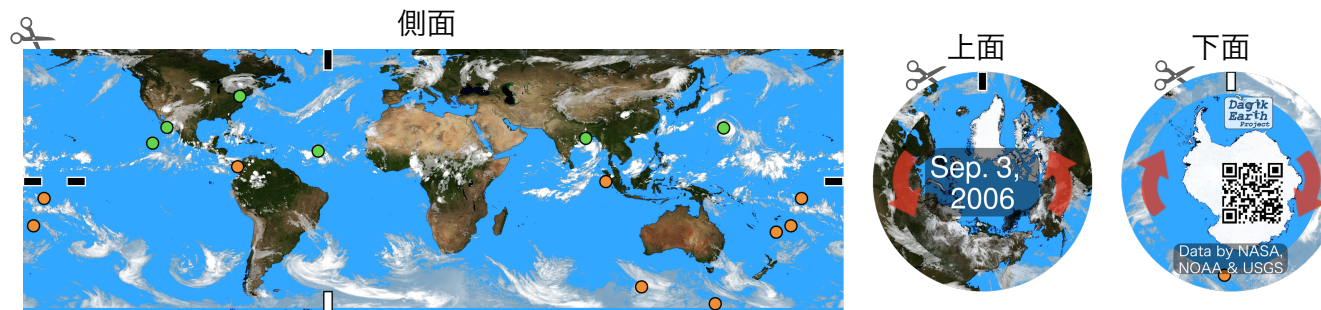 側面
上面
下面
Sep. 3,
2006
Dagik
Earth
Project
Data by NASA,
NOAA & USGS